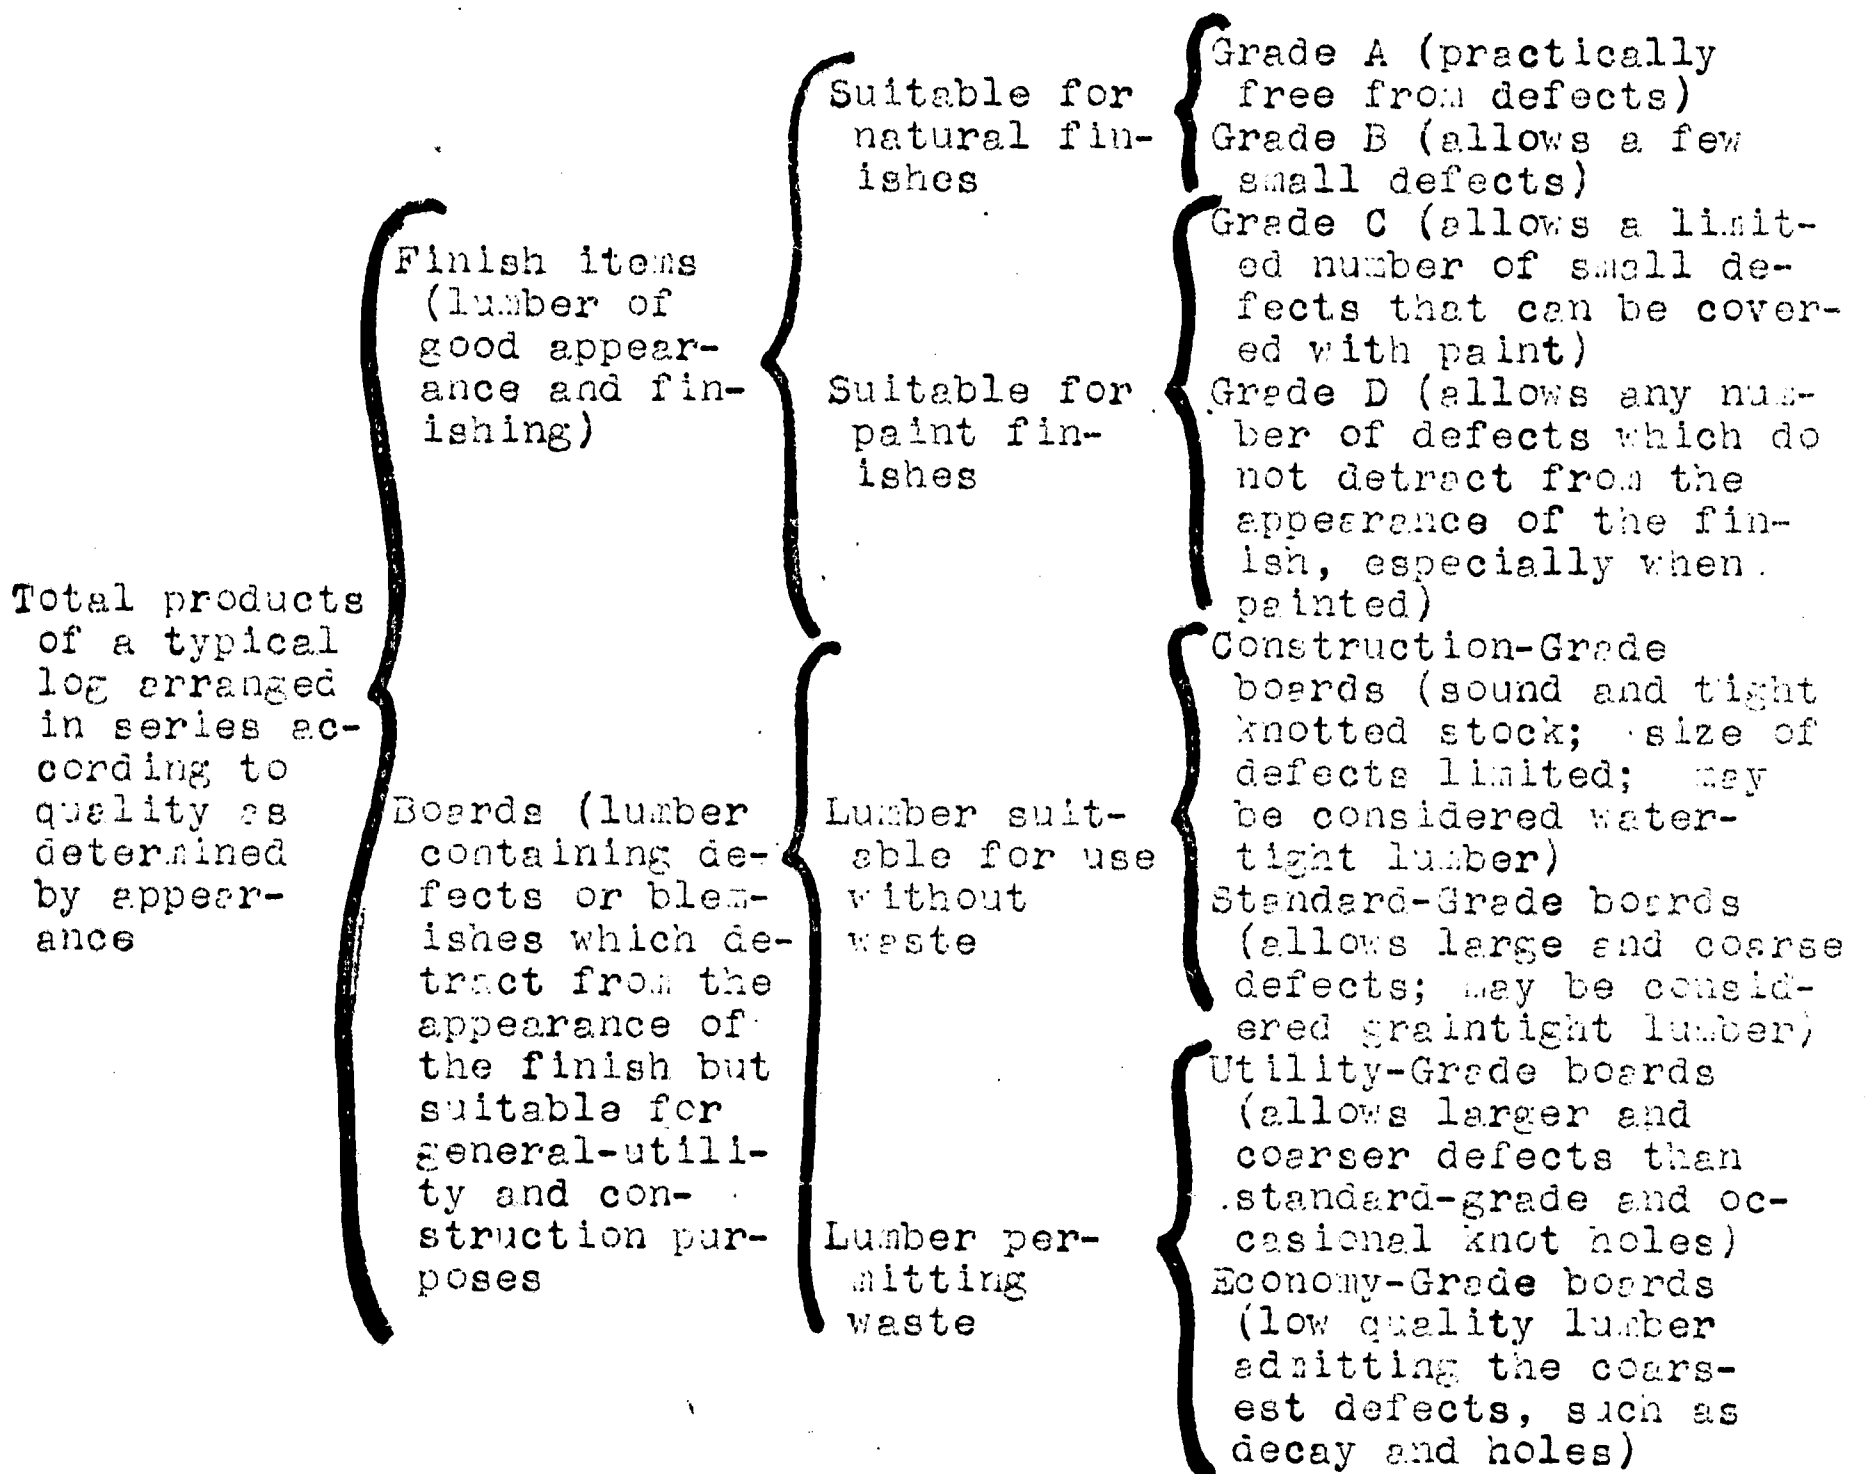 Total products
of a typical
log arranged
in series ac-
cording to
quality as
determined
by appear-
ance
Finish items
(lumber of
good appear-
ance and fin-
ishing)
Boards (lumber
containing de-
fects or blem-
ishes which de-
tract from the
appearance of
the finish but
suitable for
general-utili-
ty and con-
struction pur-
poses
Suitable for
natural fin-
ishes
Suitable for
paint fin-
ishes
Lumber suit-
able for use
without
waste
Lumber per-
mitting
waste
Grade A (practically
free from defects)
Grade B (allows a few
small defects)
Grade C (allows a limit-
ed number of small de-
fects that can be cover-
ed with paint)
Grade D (allows any num-
ber of defects which do
not detract from the
appearance of the fin-
ish, especially when
painted)
Construction-Grade
boards (sound and tight
knotted stock; size of
defects limited; may
be considered water-
tight lumber)
Standard-Grade boards
(allows large and coarse
defects; may be consid-
ered graintight lumber)
Utility-Grade boards
(allows larger and
coarser defects than
standard-grade and oc-
casional knot holes)
Economy-Grade boards
(low quality lumber
admitting the coars-
est defects, such as
decay and holes)